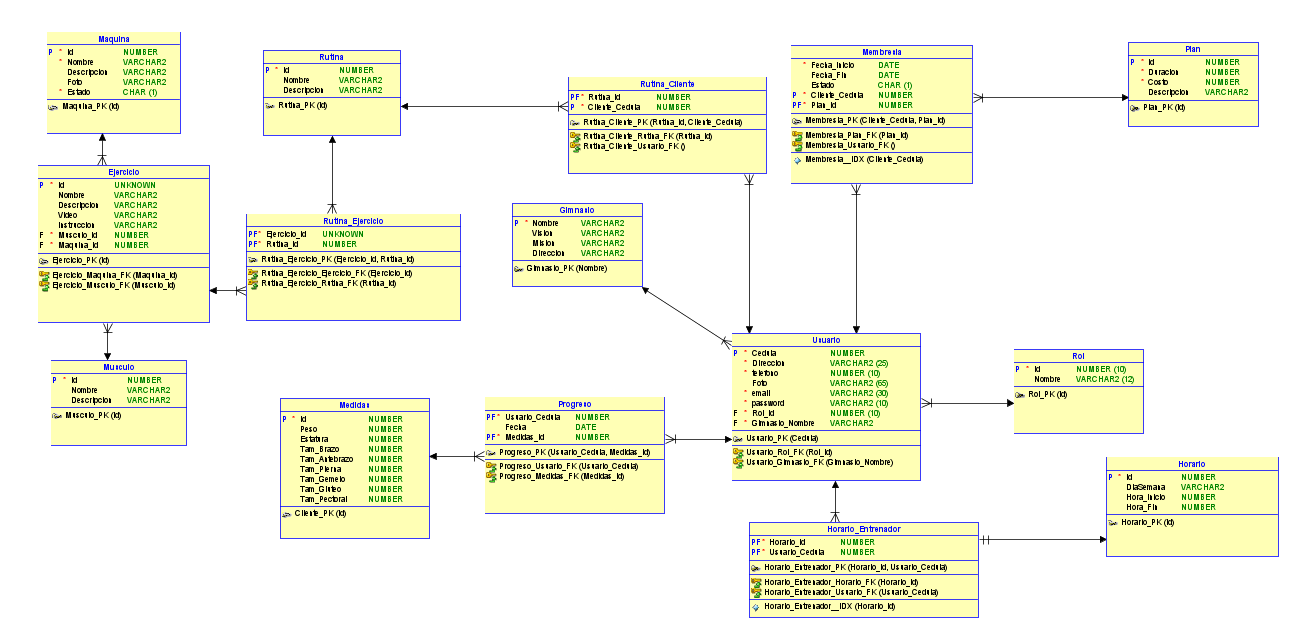 Maquina
P * Id NUMBER
* Nombre VARCHAR2
Descripcion VARCHAR2
Foto VARCHAR2
* Estado CHAR (1)
Maquina_PK (Id)
Rutina
P * Id NUMBER
Nombre VARCHAR2
Descripcion VARCHAR2
Rutina_PK (Id)
Rutina_Cliente
PF* Rutina_Id NUMBER
P * Cliente_Cedula NUMBER
Rutina_Cliente_PK (Rutina_Id, Cliente_Cedula)
Rutina_Cliente_Rutina_FK (Rutina_Id)
Rutina_Cliente_Usuario_FK ()
Membresia
* Fecha_Inicio DATE
Fecha_Fin DATE
Estado CHAR (1)
P * Cliente_Cedula NUMBER
PF* Plan_Id NUMBER
Membresia_PK (Cliente_Cedula, Plan_Id)
Membresia_Plan_FK (Plan_Id)
Membresia_Usuario_FK ()
Membresia__IDX (Cliente_Cedula)
Plan
P * Id NUMBER
* Duracion NUMBER
* Costo NUMBER
Descripcion VARCHAR2
Plan_PK (Id)
Ejercicio
P * Id UNKNOWN
Nombre VARCHAR2
Descripcion VARCHAR2
Video VARCHAR2
Instruccion VARCHAR2
F * Musculo_Id NUMBER
F * Maquina_Id NUMBER
Ejercicio_PK (Id)
Ejercicio_Maquina_FK (Maquina_Id)
Ejercicio_Musculo_FK (Musculo_Id)
Rutina_Ejercicio
PF* Ejercicio_Id UNKNOWN
PF* Rutina_Id NUMBER
Rutina_Ejercicio_PK (Ejercicio_Id, Rutina_Id)
Rutina_Ejercicio_Ejercicio_FK (Ejercicio_Id)
Rutina_Ejercicio_Rutina_FK (Rutina_Id)
Gimnasio
P * Nombre VARCHAR2
Vision VARCHAR2
Mision VARCHAR2
Direccion VARCHAR2
Gimnasio_PK (Nombre)
Musculo
P * Id NUMBER
Nombre VARCHAR2
Descripcion VARCHAR2
Musculo_PK (Id)
Medidas
P * Id NUMBER
Peso NUMBER
Estatura NUMBER
Tam_Brazo NUMBER
Tam_Antebrazo NUMBER
Tam_Pierna NUMBER
Tam_Gemelo NUMBER
Tam_Gluteo NUMBER
Tam_Pectoral NUMBER
Cliente_PK (Id)
Progreso
PF* Usuario_Cedula NUMBER
Fecha DATE
PF* Medidas_Id NUMBER
Progreso_PK (Usuario_Cedula, Medidas_Id)
Progreso_Usuario_FK (Usuario_Cedula)
Progreso_Medidas_FK (Medidas_Id)
Usuario
P * Cedula NUMBER
* Direccion VARCHAR2 (25)
* telefono NUMBER (10)
Foto VARCHAR2 (65)
* email VARCHAR2 (30)
* password VARCHAR2 (10)
F * Rol_Id NUMBER (10)
F * Gimnasio_Nombre VARCHAR2
Usuario_PK (Cedula)
Usuario_Rol_FK (Rol_Id)
Usuario_Gimnasio_FK (Gimnasio_Nombre)
Rol
P * Id NUMBER (10)
* Nombre VARCHAR2 (12)
Rol_PK (Id)
Horario_Entrenador
PF* Horario_Id NUMBER
PF* Usuario_Cedula NUMBER
Horario_Entrenador_PK (Horario_Id, Usuario_Cedula)
Horario_Entrenador_Horario_FK (Horario_Id)
Horario_Entrenador_Usuario_FK (Usuario_Cedula)
Horario_Entrenador__IDX (Horario_Id)
Horario
P * Id NUMBER
DiaSemana VARCHAR2
Hora_Inicio NUMBER
Hora_Fin NUMBER
Horario_PK (Id)